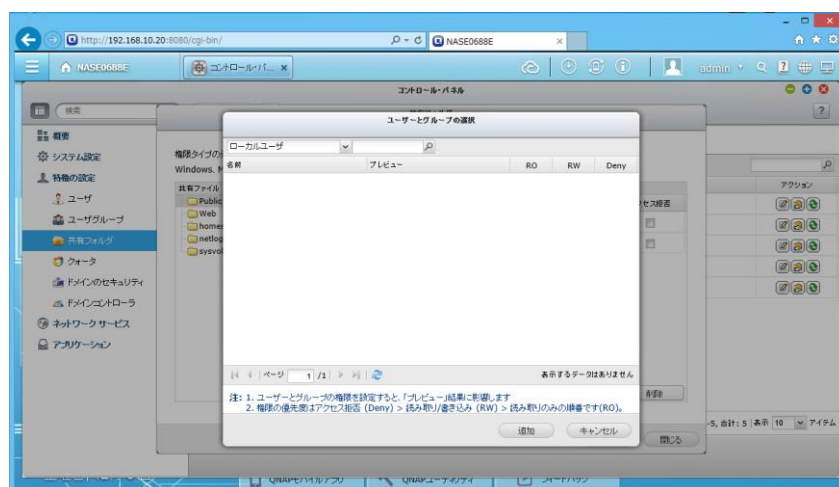 http://192.168.10.20:8080/cgi-bin/
NASE0688E
NASE0688E
コントロール・パ...
admin
コントロール・パネル
検索
概要
システム設定
特権の設定
ユーザ
ユーザグループ
共有フォルダ
クォータ
ドメインのセキュリティ
ドメインコントローラ
ネットワーク サービス
アプリケーション
権限タイプの
Windows,
共有ファイル
Public
Web
home
netlog
sysvol
ユーザーとグループの選択
ローカルユーザ
名前 プレビュー RO RW Deny
ページ 1 /1
表示するデータはありません
注: 1. ユーザーとグループの権限を設定すると、「プレビュー」結果に影響します
2. 権限の優先度はアクセス拒否 (Deny) > 読み取り/書き込み (RW) > 読み取りのみの順番です(RO)。
追加 キャンセル
セス拒否
削除
閉じる
アクション
-5, 合計: 5 表示 10 アイテム
QNAPモバイルアプリ
QNAPユーティリティ
フィードバック